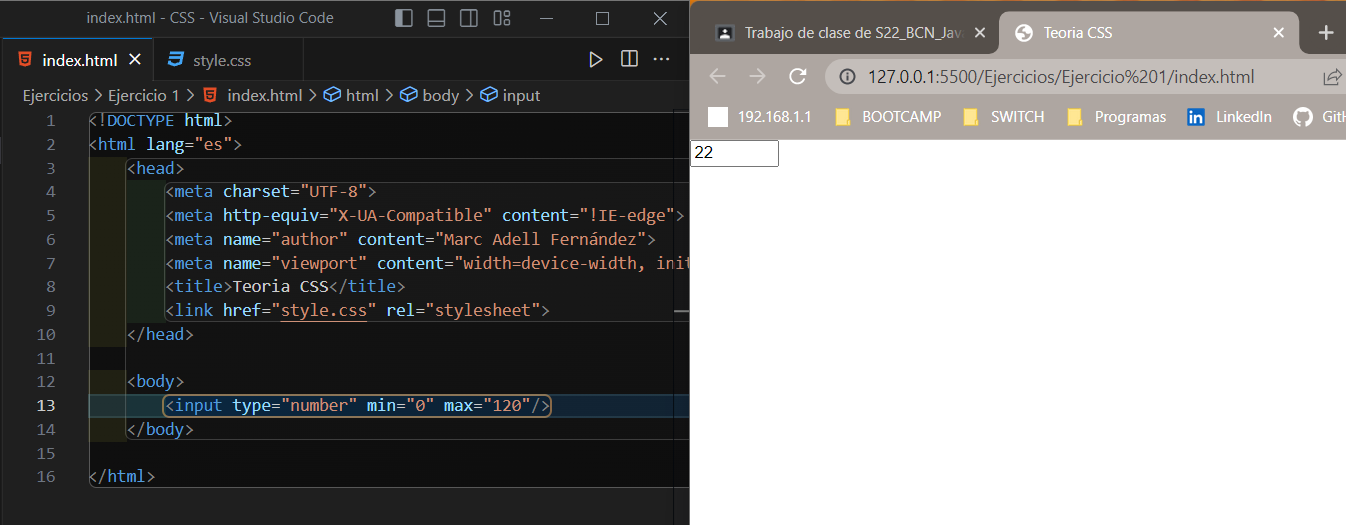 index.html - CSS - Visual Studio Code
index.html
style.css
Ejercicios > Ejercicio 1 > index.html > html > body > input
1 <!DOCTYPE html>
2 <html lang="es">
3 <head>
4 <meta charset="UTF-8">
5 <meta http-equiv="X-UA-Compatible" content="!IE-edge">
6 <meta name="author" content="Marc Adell Fernández">
7 <meta name="viewport" content="width=device-width, init
8 <title>Teoria CSS</title>
9 <link href="style.css" rel="stylesheet">
10 </head>
11
12 <body>
13 <input type="number" min="0" max="120"/>
14 </body>
15
16 </html>
Trabajo de clase de S22_BCN_Jav
Teoria CSS
127.0.0.1:5500/Ejercicios/Ejercicio%201/index.html
192.168.1.1
BOOTCAMP
SWITCH
Programas
LinkedIn
GitH
22